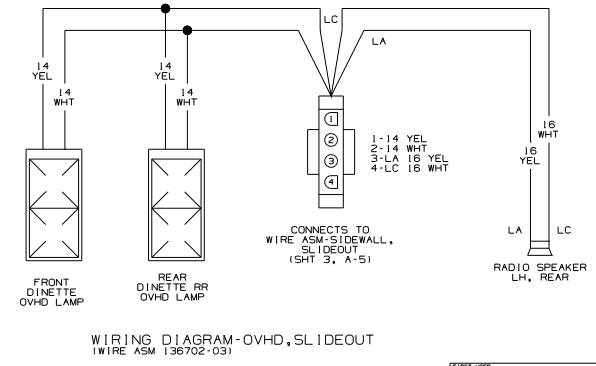 LC
LA
14
YEL
14
WHT
14
YEL
14
WHT
16
WHT
16
YEL
1
2
3
4
1-14 YEL
2-14 WHT
3-LA 16 YEL
4-LC 16 WHT
CONNECTS TO
WIRE ASM-SIDEWALL,
SLIDEOUT
(SHT 3, A-5)
LA
LC
RADIO SPEAKER
LH, REAR
FRONT
DINETTE
OVHD LAMP
REAR
DINETTE RR
OVHD LAMP
WIRING DIAGRAM-OVHD,SLIDEOUT
(WIRE ASM 136702-03)